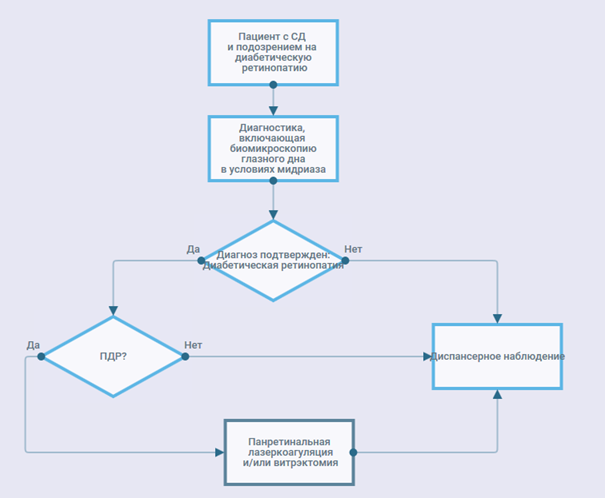 Пациент с СД
и подозрением на
диабетическую
ретинопатию
Диагностика,
включающая
биомикроскопию
глазного дна
в условиях мидриаза
Да
Диагноз подтвержден:
Диабетическая ретинопатия
Нет
Да
ПДР?
Нет
Диспансерное наблюдение
Панретинальная
лазеркоагуляция
и/или витрэктомия